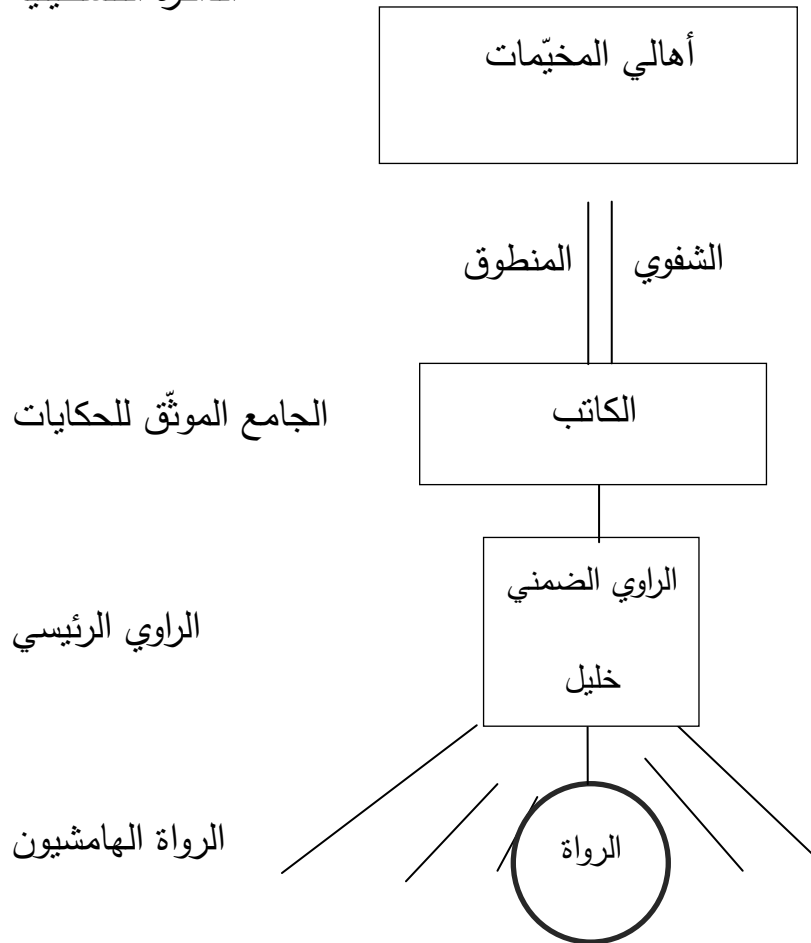 أهالي المخيّمات
الشفوي
المنطوق
الكاتب
الجامع الموثّق للحكايات
الراوي الضمني
خليل
الراوي الرئيسي
الرواة
الرواة الهامشيون